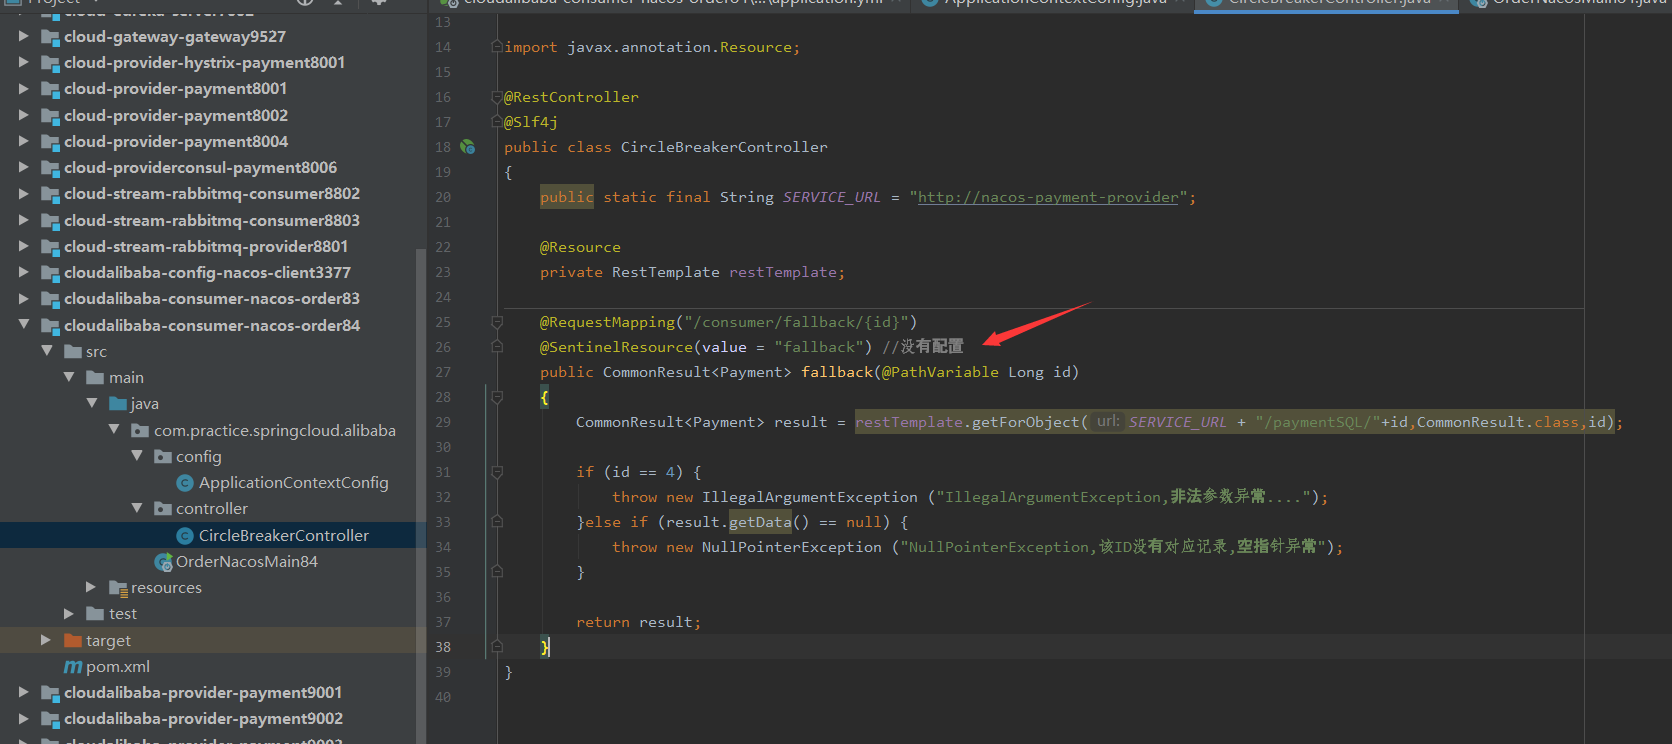 Project
cloudalibaba-consumer-nacos-order84\...\application.yml
ApplicationContextConfig.java
CircleBreakerController.java
OrderNacosMain84.java
cloud-eureka-server7002
cloud-gateway-gateway9527
cloud-provider-hystrix-payment8001
cloud-provider-payment8001
cloud-provider-payment8002
cloud-provider-payment8004
cloud-providerconsul-payment8006
cloud-stream-rabbitmq-consumer8802
cloud-stream-rabbitmq-consumer8803
cloud-stream-rabbitmq-provider8801
cloudalibaba-config-nacos-client3377
cloudalibaba-consumer-nacos-order83
cloudalibaba-consumer-nacos-order84
src
main
java
com.practice.springcloud.alibaba
config
ApplicationContextConfig
controller
CircleBreakerController
OrderNacosMain84
resources
test
target
pom.xml
cloudalibaba-provider-payment9001
cloudalibaba-provider-payment9002
cloudalibaba-provider-payment9003
13
14 import javax.annotation.Resource;
15
16 @RestController
17 @Slf4j
18 public class CircleBreakerController
19 {
20 public static final String SERVICE_URL = "http://nacos-payment-provider";
21
22 @Resource
23 private RestTemplate restTemplate;
24
25 @RequestMapping("/consumer/fallback/{id}")
26 @SentinelResource(value = "fallback") //没有配置
27 public CommonResult<Payment> fallback(@PathVariable Long id)
28 {
29 CommonResult<Payment> result = restTemplate.getForObject( url: SERVICE_URL + "/paymentSQL/"+id,CommonResult.class,id);
30
31 if (id == 4) {
32 throw new IllegalArgumentException ("IllegalArgumentException,非法参数异常....");
33 }else if (result.getData() == null) {
34 throw new NullPointerException ("NullPointerException,该ID没有对应记录,空指针异常");
35 }
36
37 return result;
38 }
39 }
40